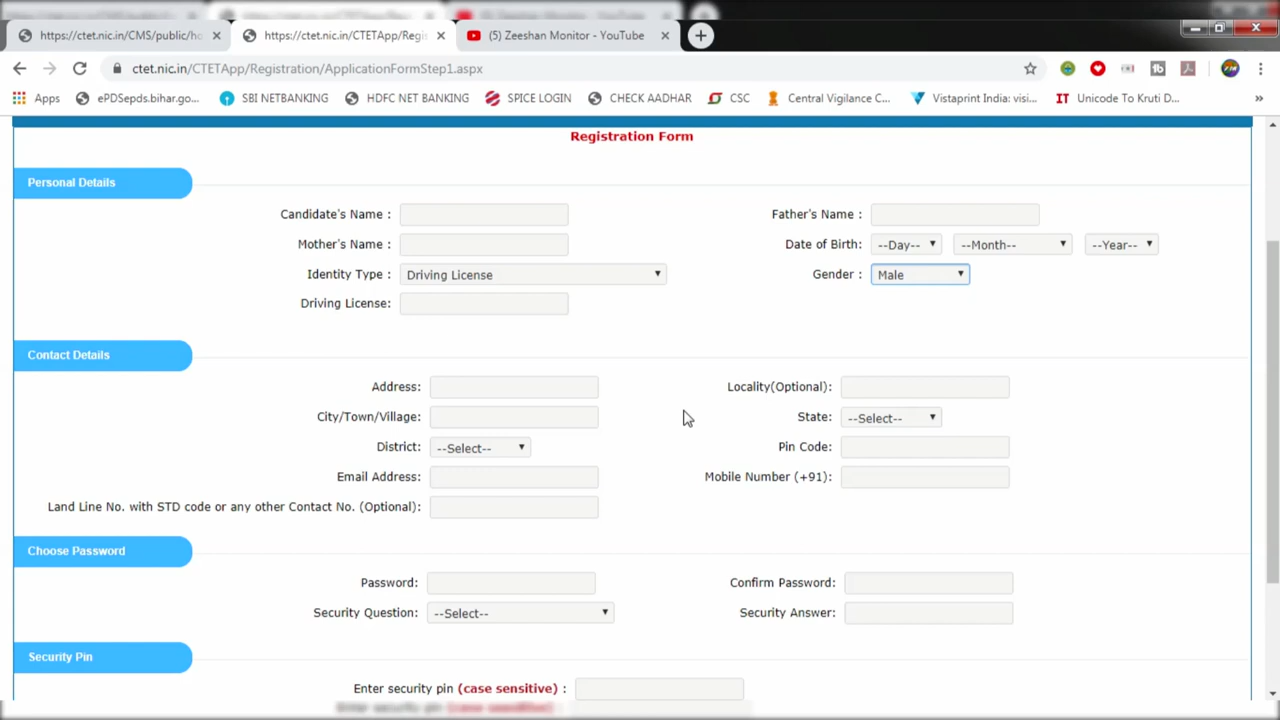 https://ctet.nic.in/CMS/public/ho
https://ctet.nic.in/CTETApp/Regi
(5) Zeeshan Monitor - YouTube
ctet.nic.in/CTETApp/Registration/ApplicationFormStep1.aspx
Apps
ePDSepds.bihar.go...
SBI NETBANKING
HDFC NET BANKING
SPICE LOGIN
CHECK AADHAR
CSC
Central Vigilance C...
Vistaprint India: visi...
IT Unicode To Kruti D...
»
Registration Form
Personal Details
Candidate's Name :
Father's Name :
Mother's Name :
Date of Birth: --Day-- --Month-- --Year--
Identity Type : Driving License
Gender : Male
Driving License:
Contact Details
Address:
Locality(Optional):
City/Town/Village:
State: --Select--
District: --Select--
Pin Code:
Email Address:
Mobile Number (+91):
Land Line No. with STD code or any other Contact No. (Optional):
Choose Password
Password:
Confirm Password:
Security Question: --Select--
Security Answer:
Security Pin
Enter security pin (case sensitive) :